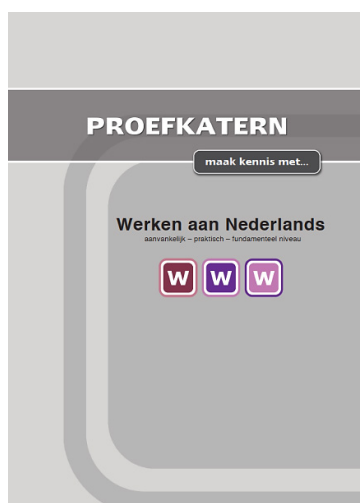 PROEFKATERN
maak kennis met...
Werken aan Nederlands
aanvankelijk – praktisch – fundamenteel niveau
W W W